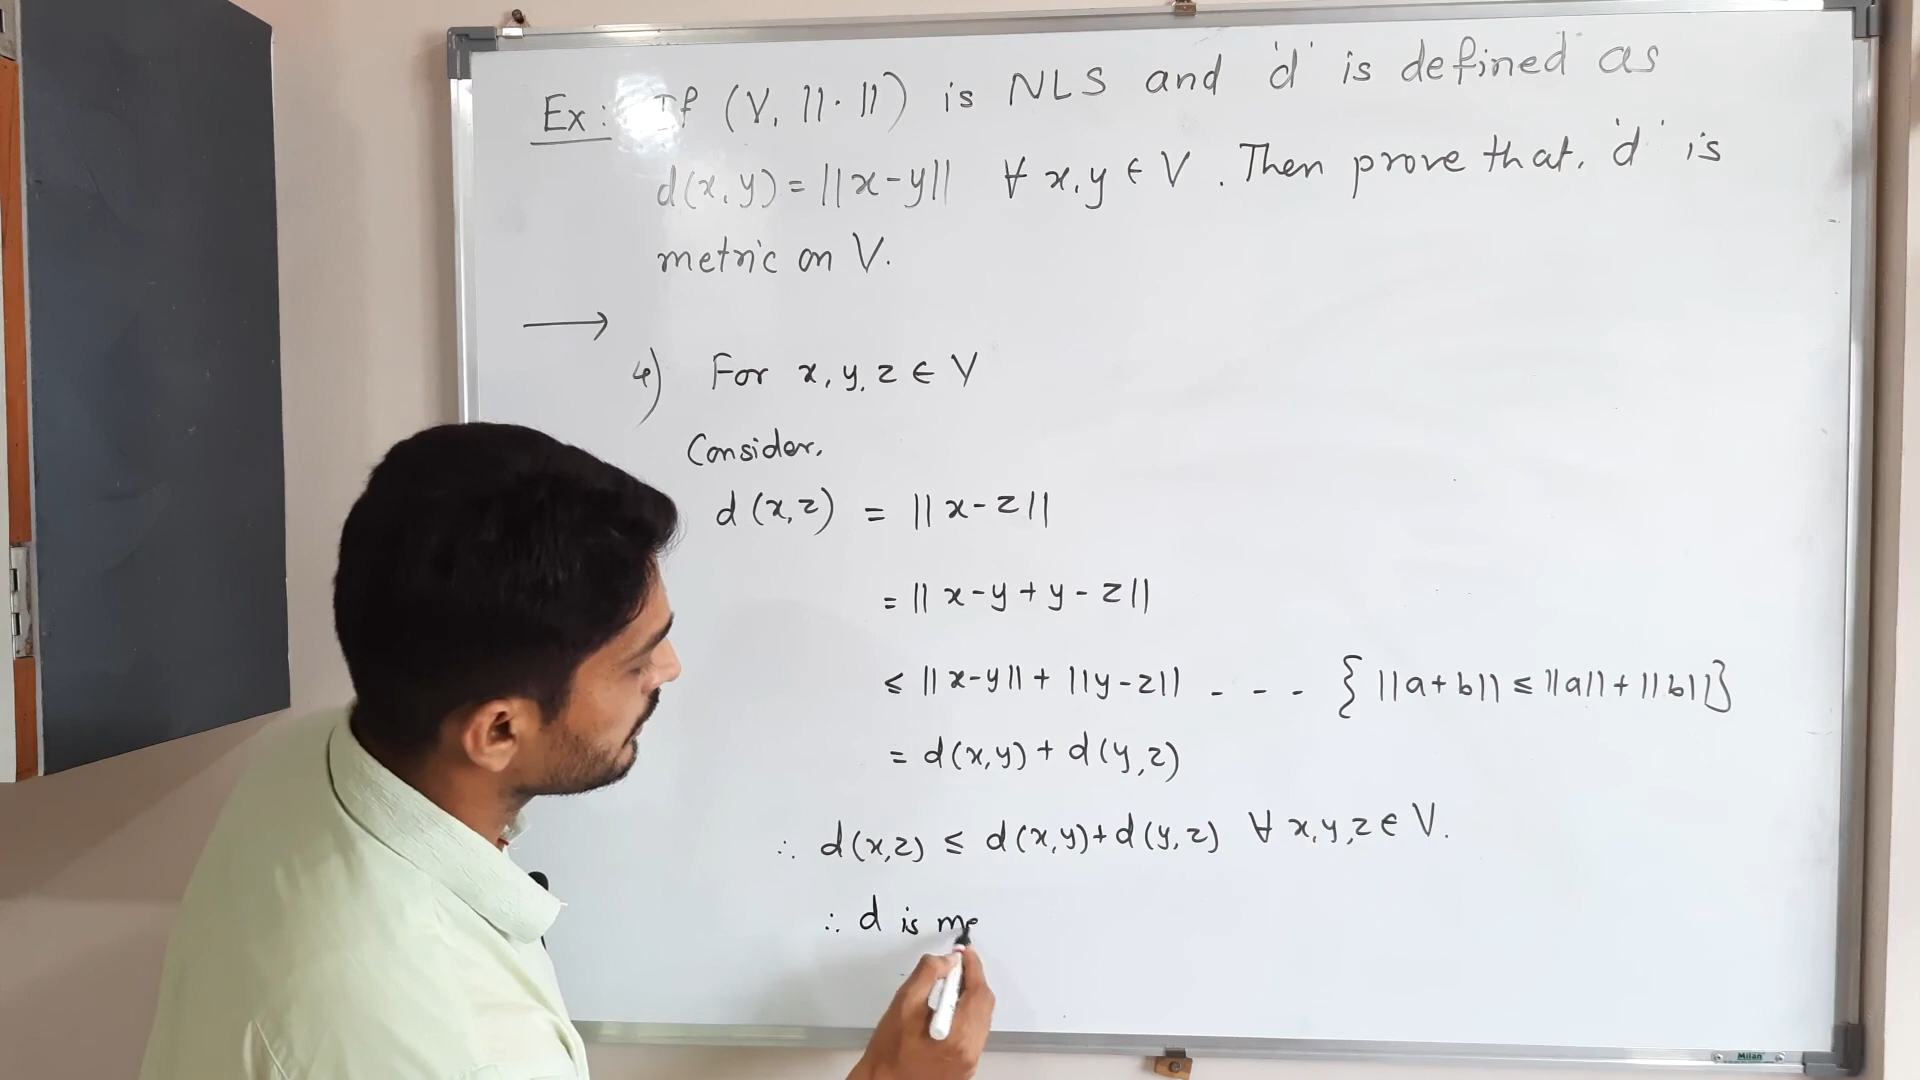 Ex: If (V, ||·||) is NLS and 'd' is defined as
d(x,y) = ||x-y|| ∀ x,y ∈ V. Then prove that, 'd' is
metric on V.
⟶
4) For x, y, z ∈ V
Consider,
d(x,z) = ||x-z||
= ||x-y+y-z||
≤ ||x-y|| + ||y-z|| - - - {||a+b|| ≤ ||a|| + ||b||}
= d(x,y) + d(y,z)
∴ d(x,z) ≤ d(x,y) + d(y,z) ∀ x,y,z ∈ V.
∴ d is me
Milan